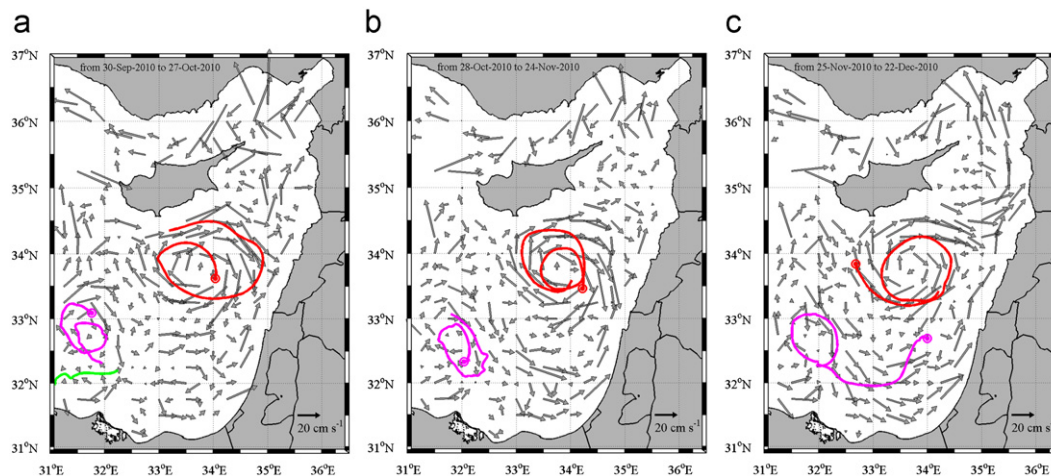 a
b
c
37°N
36°N
35°N
34°N
33°N
32°N
31°N
from 30-Sep-2010 to 27-Oct-2010
20 cm s-1
31°E 32°E 33°E 34°E 35°E 36°E
37°N
36°N
35°N
34°N
33°N
32°N
31°N
from 28-Oct-2010 to 24-Nov-2010
20 cm s-1
31°E 32°E 33°E 34°E 35°E 36°E
37°N
36°N
35°N
34°N
33°N
32°N
31°N
from 25-Nov-2010 to 22-Dec-2010
20 cm s-1
31°E 32°E 33°E 34°E 35°E 36°E